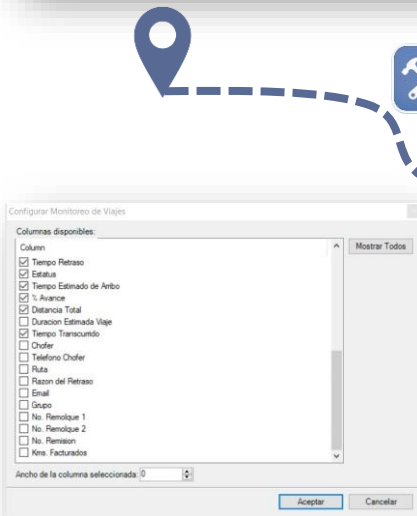 Configurar Monitoreo de Viajes
Columnas disponibles:
Column
Mostrar Todos
Tiempo Retraso
Estatus
Tiempo Estimado de Arribo
% Avance
Distancia Total
Duracion Estimada Viaje
Tiempo Transcurrido
Chofer
Telefono Chofer
Ruta
Razon del Retraso
Email
Grupo
No. Remolque 1
No. Remolque 2
No. Remision
Kms. Facturados
Ancho de la columna seleccionada: 0
Aceptar Cancelar